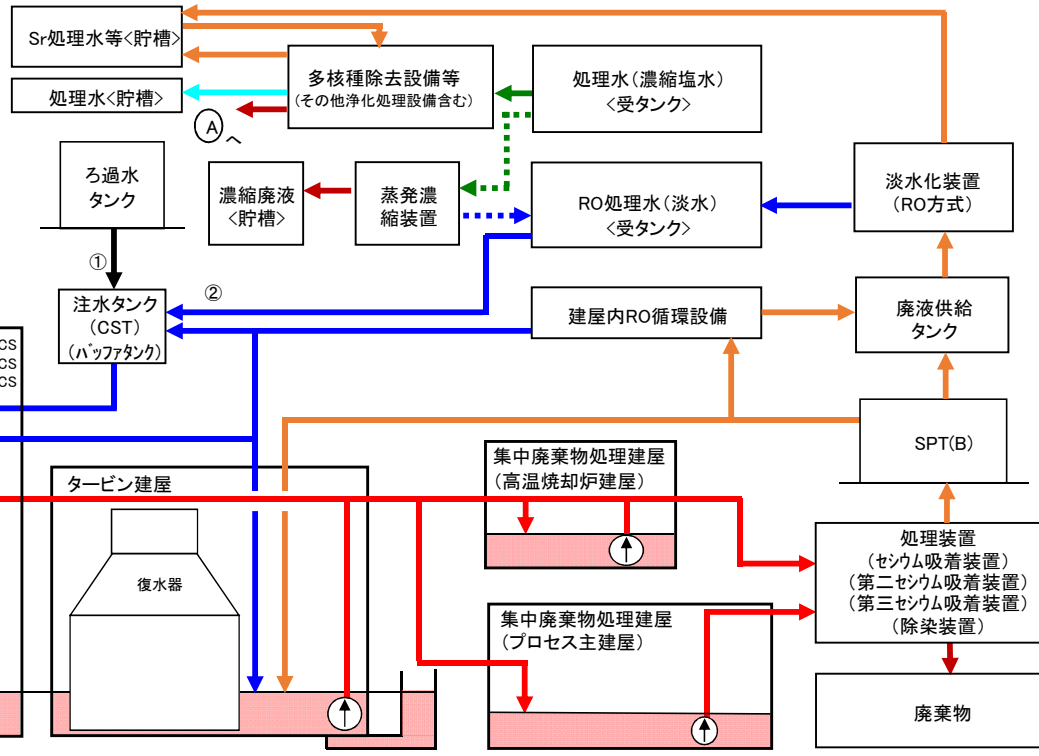 Sr処理水等<貯槽>
処理水<貯槽>
多核種除去設備等
(その他浄化処理設備含む)
処理水(濃縮塩水)
<受タンク>
A
へ
ろ過水
タンク
濃縮廃液
<貯槽>
蒸発濃
縮装置
RO処理水(淡水)
<受タンク>
淡水化装置
(RO方式)
①
②
注水タンク
(CST)
(バッファタンク)
建屋内RO循環設備
廃液供給
タンク
CS
CS
CS
SPT(B)
タービン建屋
復水器
集中廃棄物処理建屋
(高温焼却炉建屋)
集中廃棄物処理建屋
(プロセス主建屋)
処理装置
(セシウム吸着装置)
(第二セシウム吸着装置)
(第三セシウム吸着装置)
(除染装置)
廃棄物